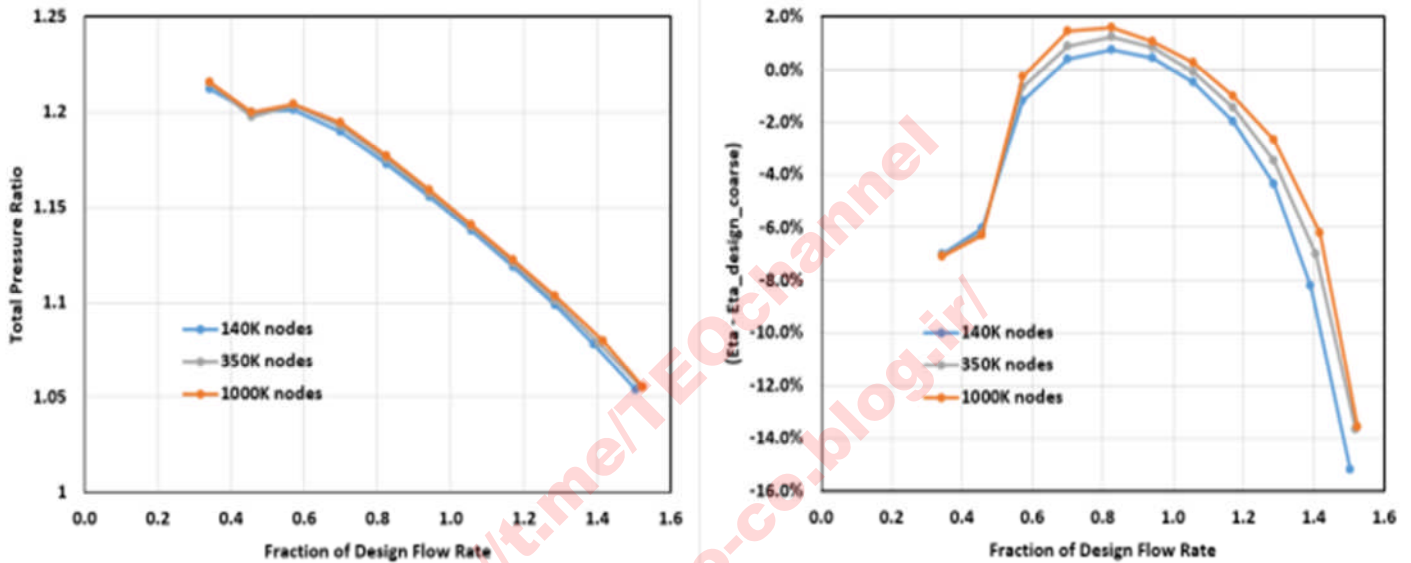 1.25
1.2
1.15
1.1
1.05
1
0.0 0.2 0.4 0.6 0.8 1.0 1.2 1.4 1.6
Total Pressure Ratio
Fraction of Design Flow Rate
140K nodes
350K nodes
1000K nodes
2.0%
0.0%
-2.0%
-4.0%
-6.0%
-8.0%
-10.0%
-12.0%
-14.0%
-16.0%
0.0 0.2 0.4 0.6 0.8 1.0 1.2 1.4 1.6
(Eta - Eta_design_coarse)
Fraction of Design Flow Rate
140K nodes
350K nodes
1000K nodes
/t.me/TEOchannel
o-co.blog.ir/